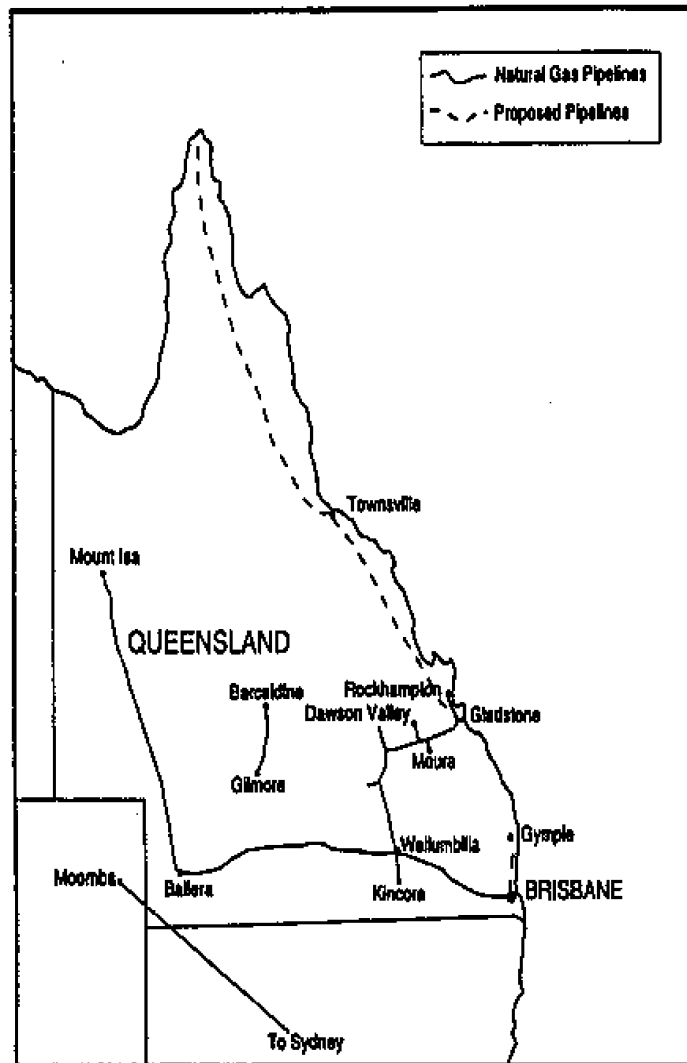 Natural Gas Pipelines
Proposed Pipelines
Townsville
Mount Isa
QUEENSLAND
Barcaldine
Rockhampton
Dawson Valley
Gladstone
Moura
Gilmore
Gympie
Wallumbilla
Moomba
Ballera
Kincora
BRISBANE
To Sydney